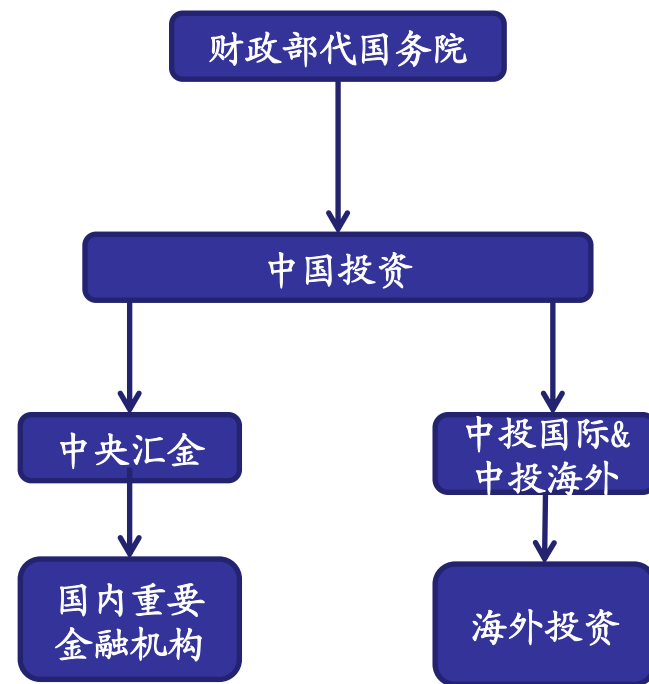 财政部代国务院
中国投资
中央汇金
中投国际&
中投海外
国内重要
金融机构
海外投资